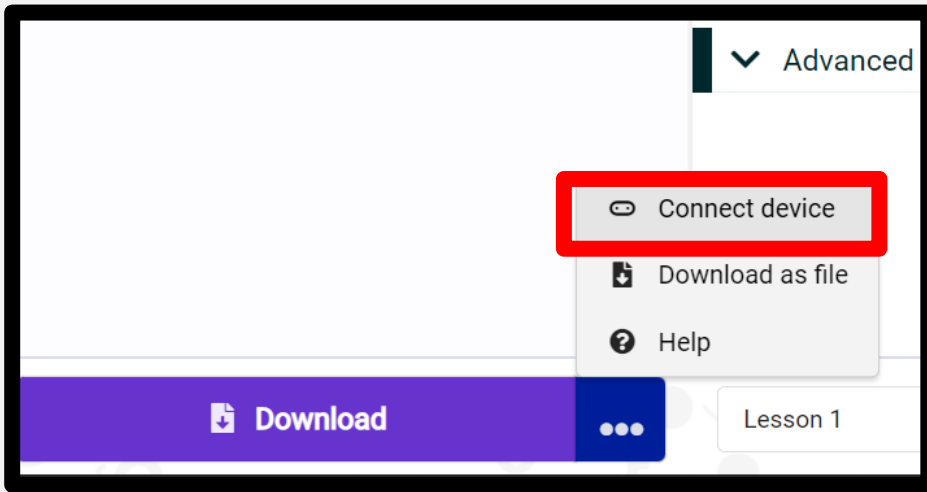 Advanced
Connect device
Download as file
Help
Download
Lesson 1